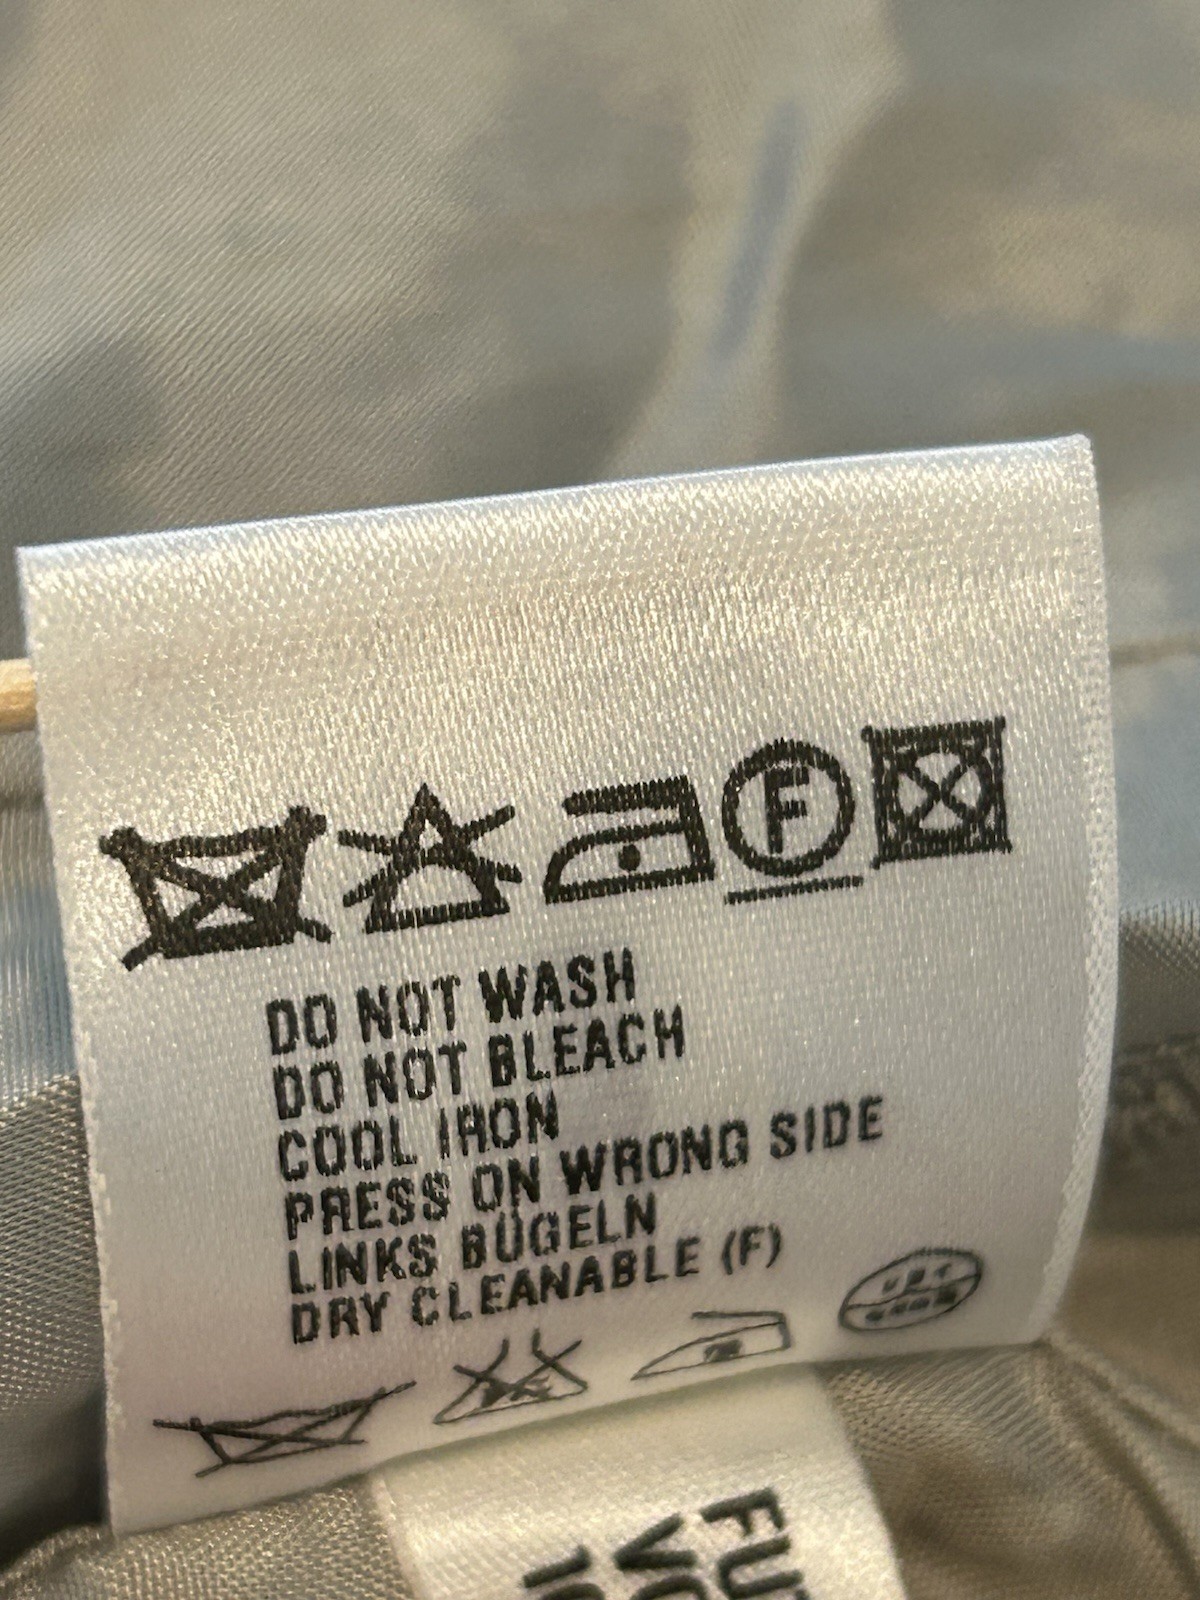 F
DO NOT WASH
DO NOT BLEACH
COOL IRON
PRESS ON WRONG SIDE
LINKS BÜGELN
DRY CLEANABLE (F)